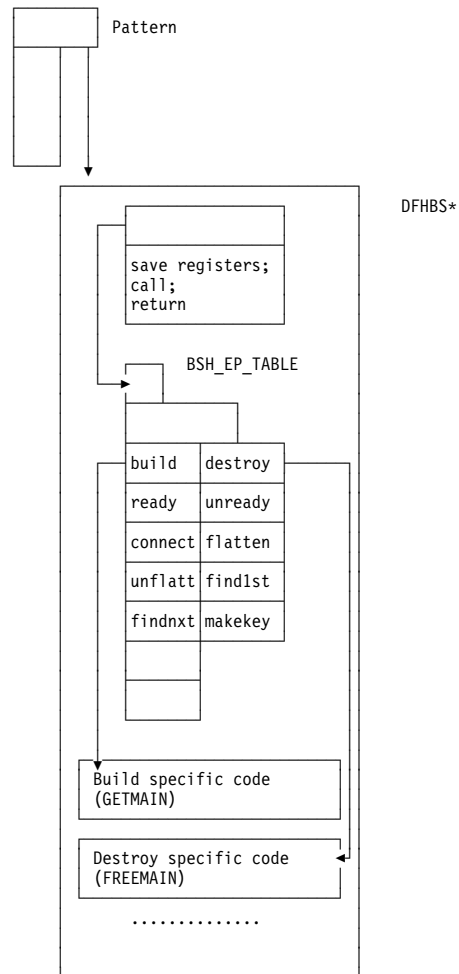 Pattern
DFHBS*
save registers;
call;
return
BSH_EP_TABLE
build destroy
ready unready
connect flatten
unflatt find1st
findnxt makekey
Build specific code
(GETMAIN)
Destroy specific code
(FREEMAIN)
..............